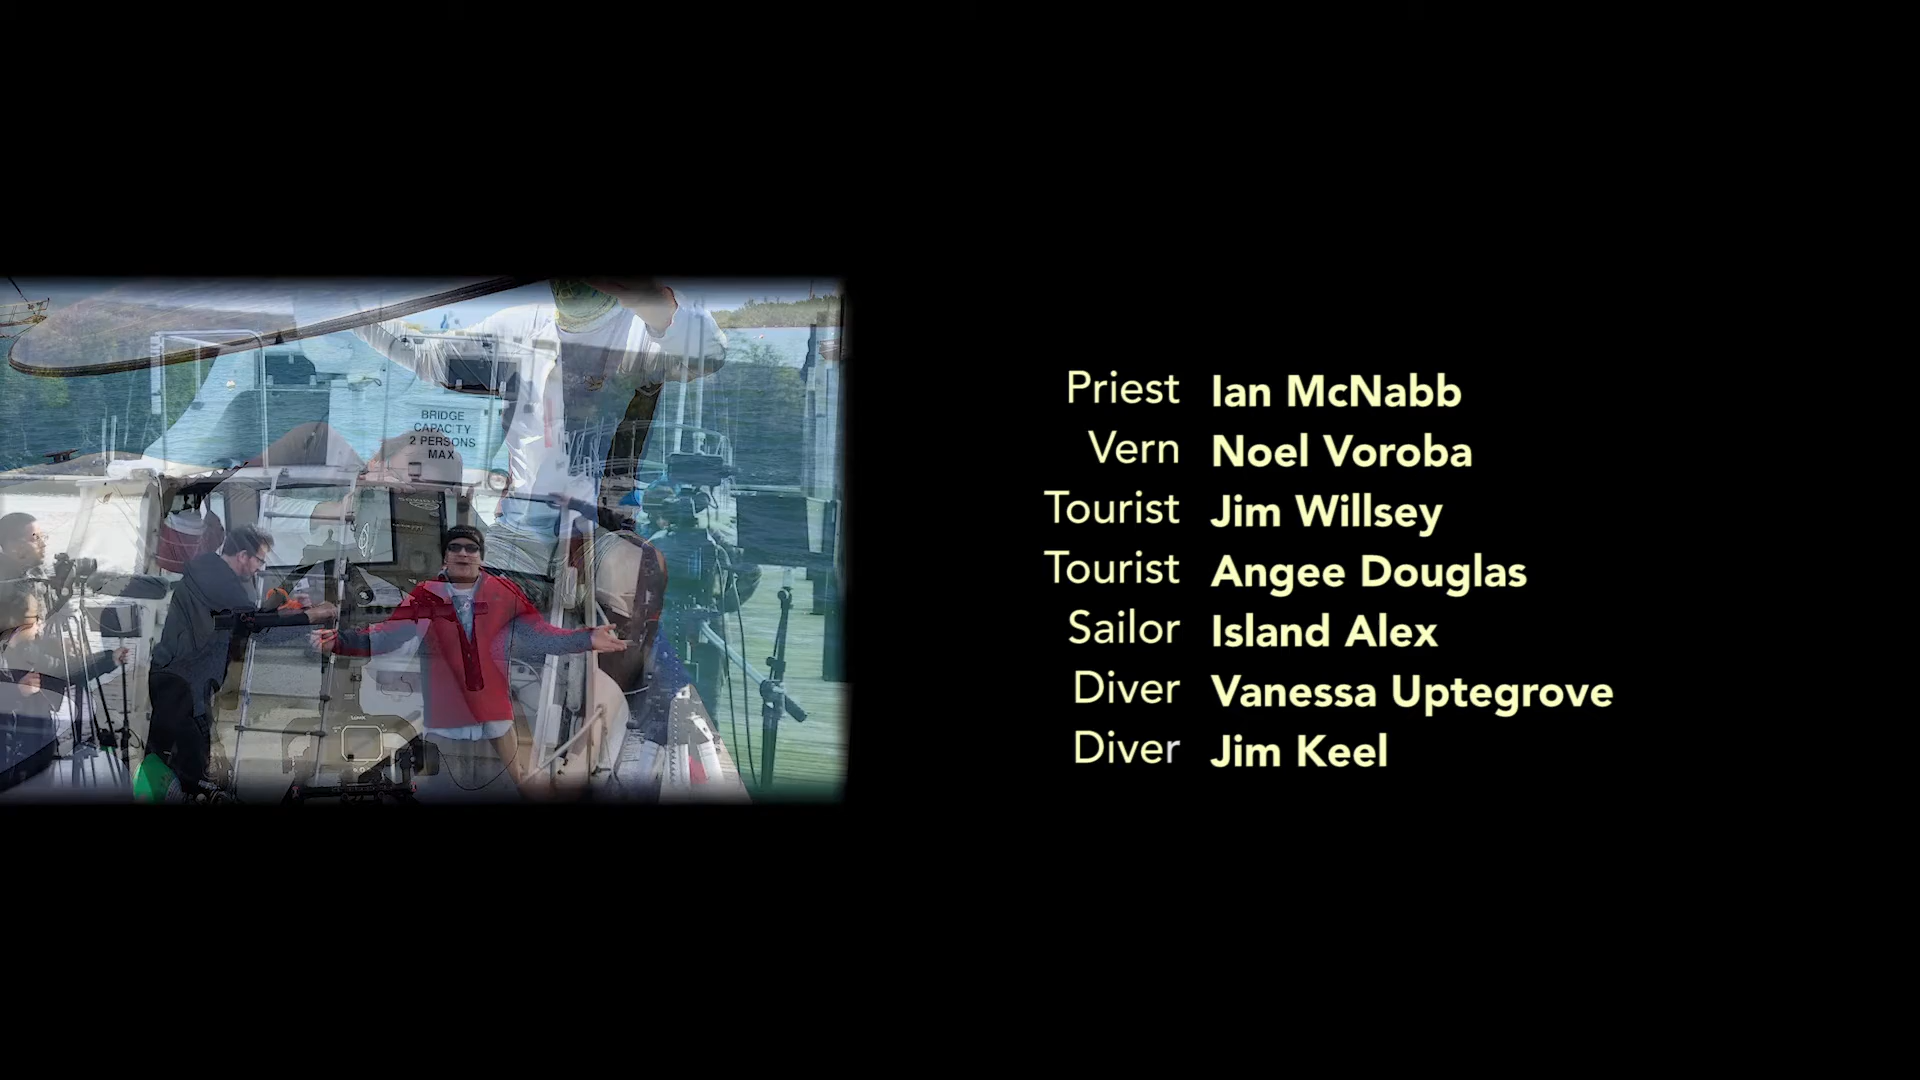 BRIDGE
CAPACITY
2 PERSONS
MAX
Priest Ian McNabb
Vern Noel Voroba
Tourist Jim Willsey
Tourist Angee Douglas
Sailor Island Alex
Diver Vanessa Uptegrove
Diver Jim Keel